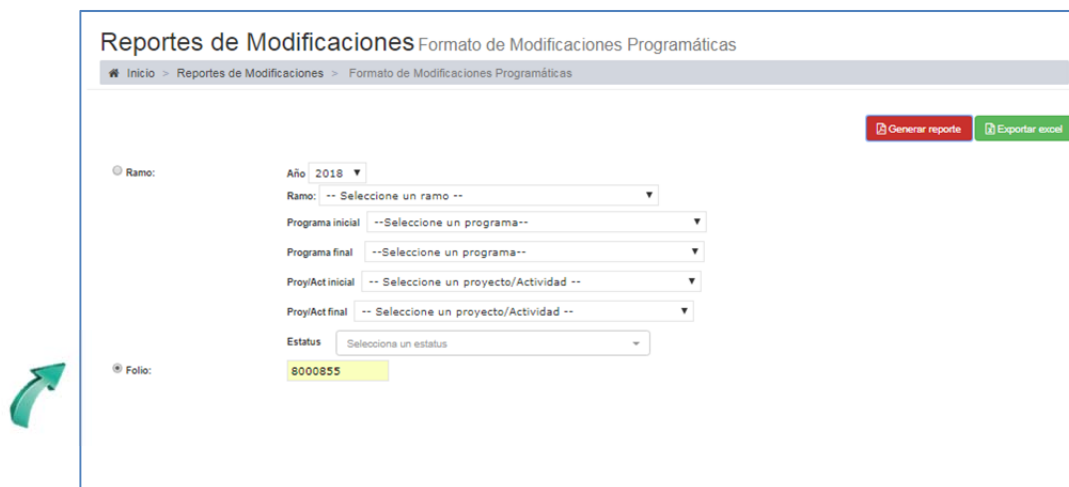 Reportes de Modificaciones Formato de Modificaciones Programáticas
Inicio > Reportes de Modificaciones > Formato de Modificaciones Programáticas
Generar reporte Exportar excel
Ramo: Año 2018
Ramo: -- Seleccione un ramo --
Programa inicial --Seleccione un programa--
Programa final --Seleccione un programa--
Proy/Act inicial -- Seleccione un proyecto/Actividad --
Proy/Act final -- Seleccione un proyecto/Actividad --
Estatus Selecciona un estatus
Folio: 8000855